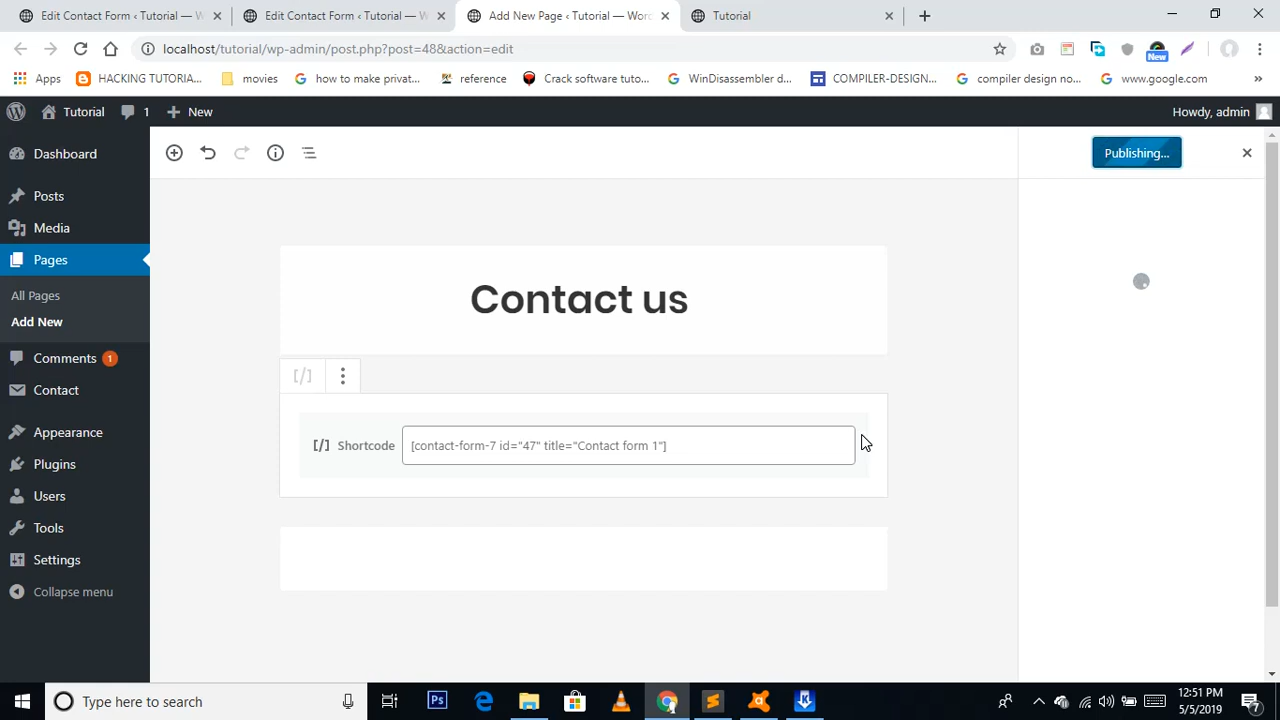 Edit Contact Form ‹ Tutorial — W
Edit Contact Form ‹ Tutorial — W
Add New Page ‹ Tutorial — Wor
Tutorial
localhost/tutorial/wp-admin/post.php?post=48&action=edit
New
Apps
HACKING TUTORIA...
movies
how to make privat...
reference
Crack software tuto...
WinDisassembler d...
COMPILER-DESIGN...
compiler design no...
www.google.com
»
Tutorial
1
New
Howdy, admin
Dashboard
Posts
Media
Pages
All Pages
Add New
Comments 1
Contact
Appearance
Plugins
Users
Tools
Settings
Collapse menu
Publishing...
Contact us
[/]
[/] Shortcode
[contact-form-7 id="47" title="Contact form 1"]
Type here to search
Ps
12:51 PM
5/5/2019
7